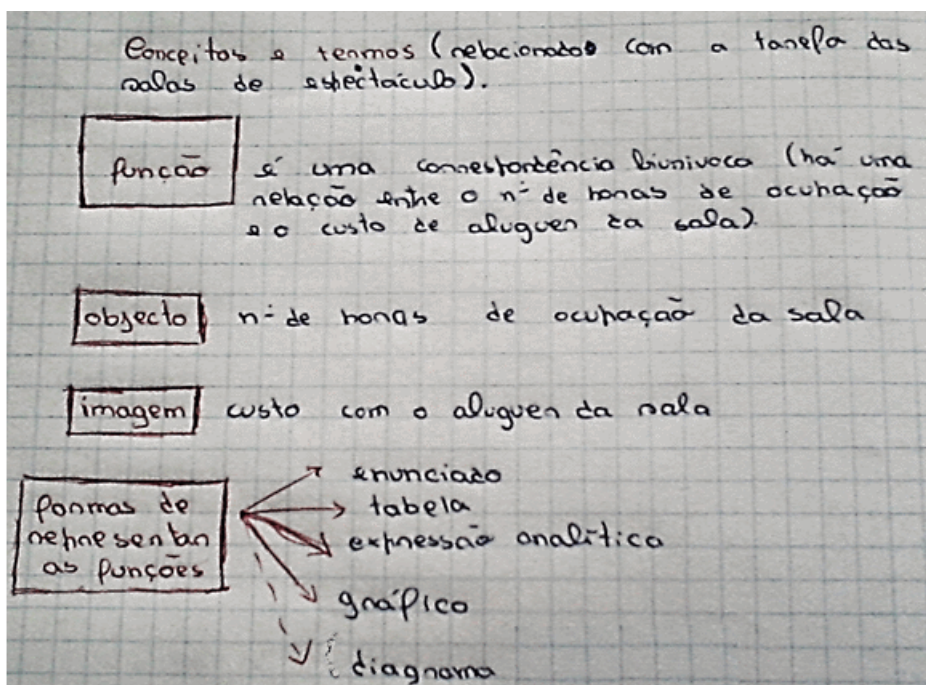 Conceitos e termos (relacionados com a tarefa das
salas de espectáculo).
função
é uma correspondência biunivoca (há uma
relação entre o nº de horas de ocupação
e o custo de aluguer da sala).
objecto nº de horas de ocupação da sala
imagem custo com o aluguer da sala
formas de
representar
as funções
enunciado
tabela
expressão analítica
gráfico
diagrama